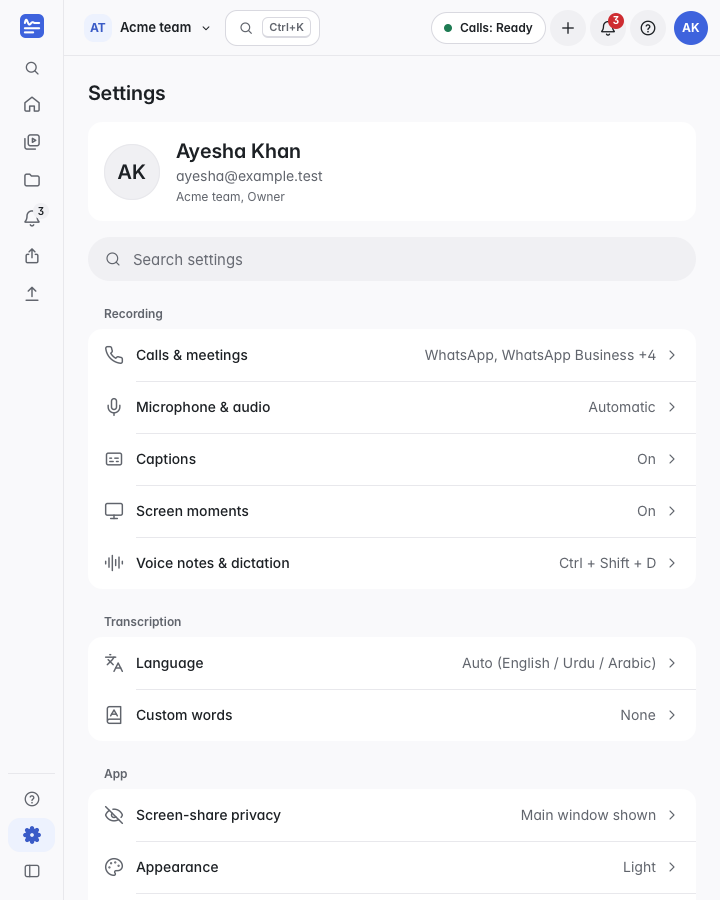 AT Acme team Ctrl+K Calls: Ready 3 AK
3
Settings
AK
Ayesha Khan
ayesha@example.test
Acme team, Owner
Search settings
Recording
Calls & meetings WhatsApp, WhatsApp Business +4
Microphone & audio Automatic
Captions On
Screen moments On
Voice notes & dictation Ctrl + Shift + D
Transcription
Language Auto (English / Urdu / Arabic)
Custom words None
App
Screen-share privacy Main window shown
Appearance Light